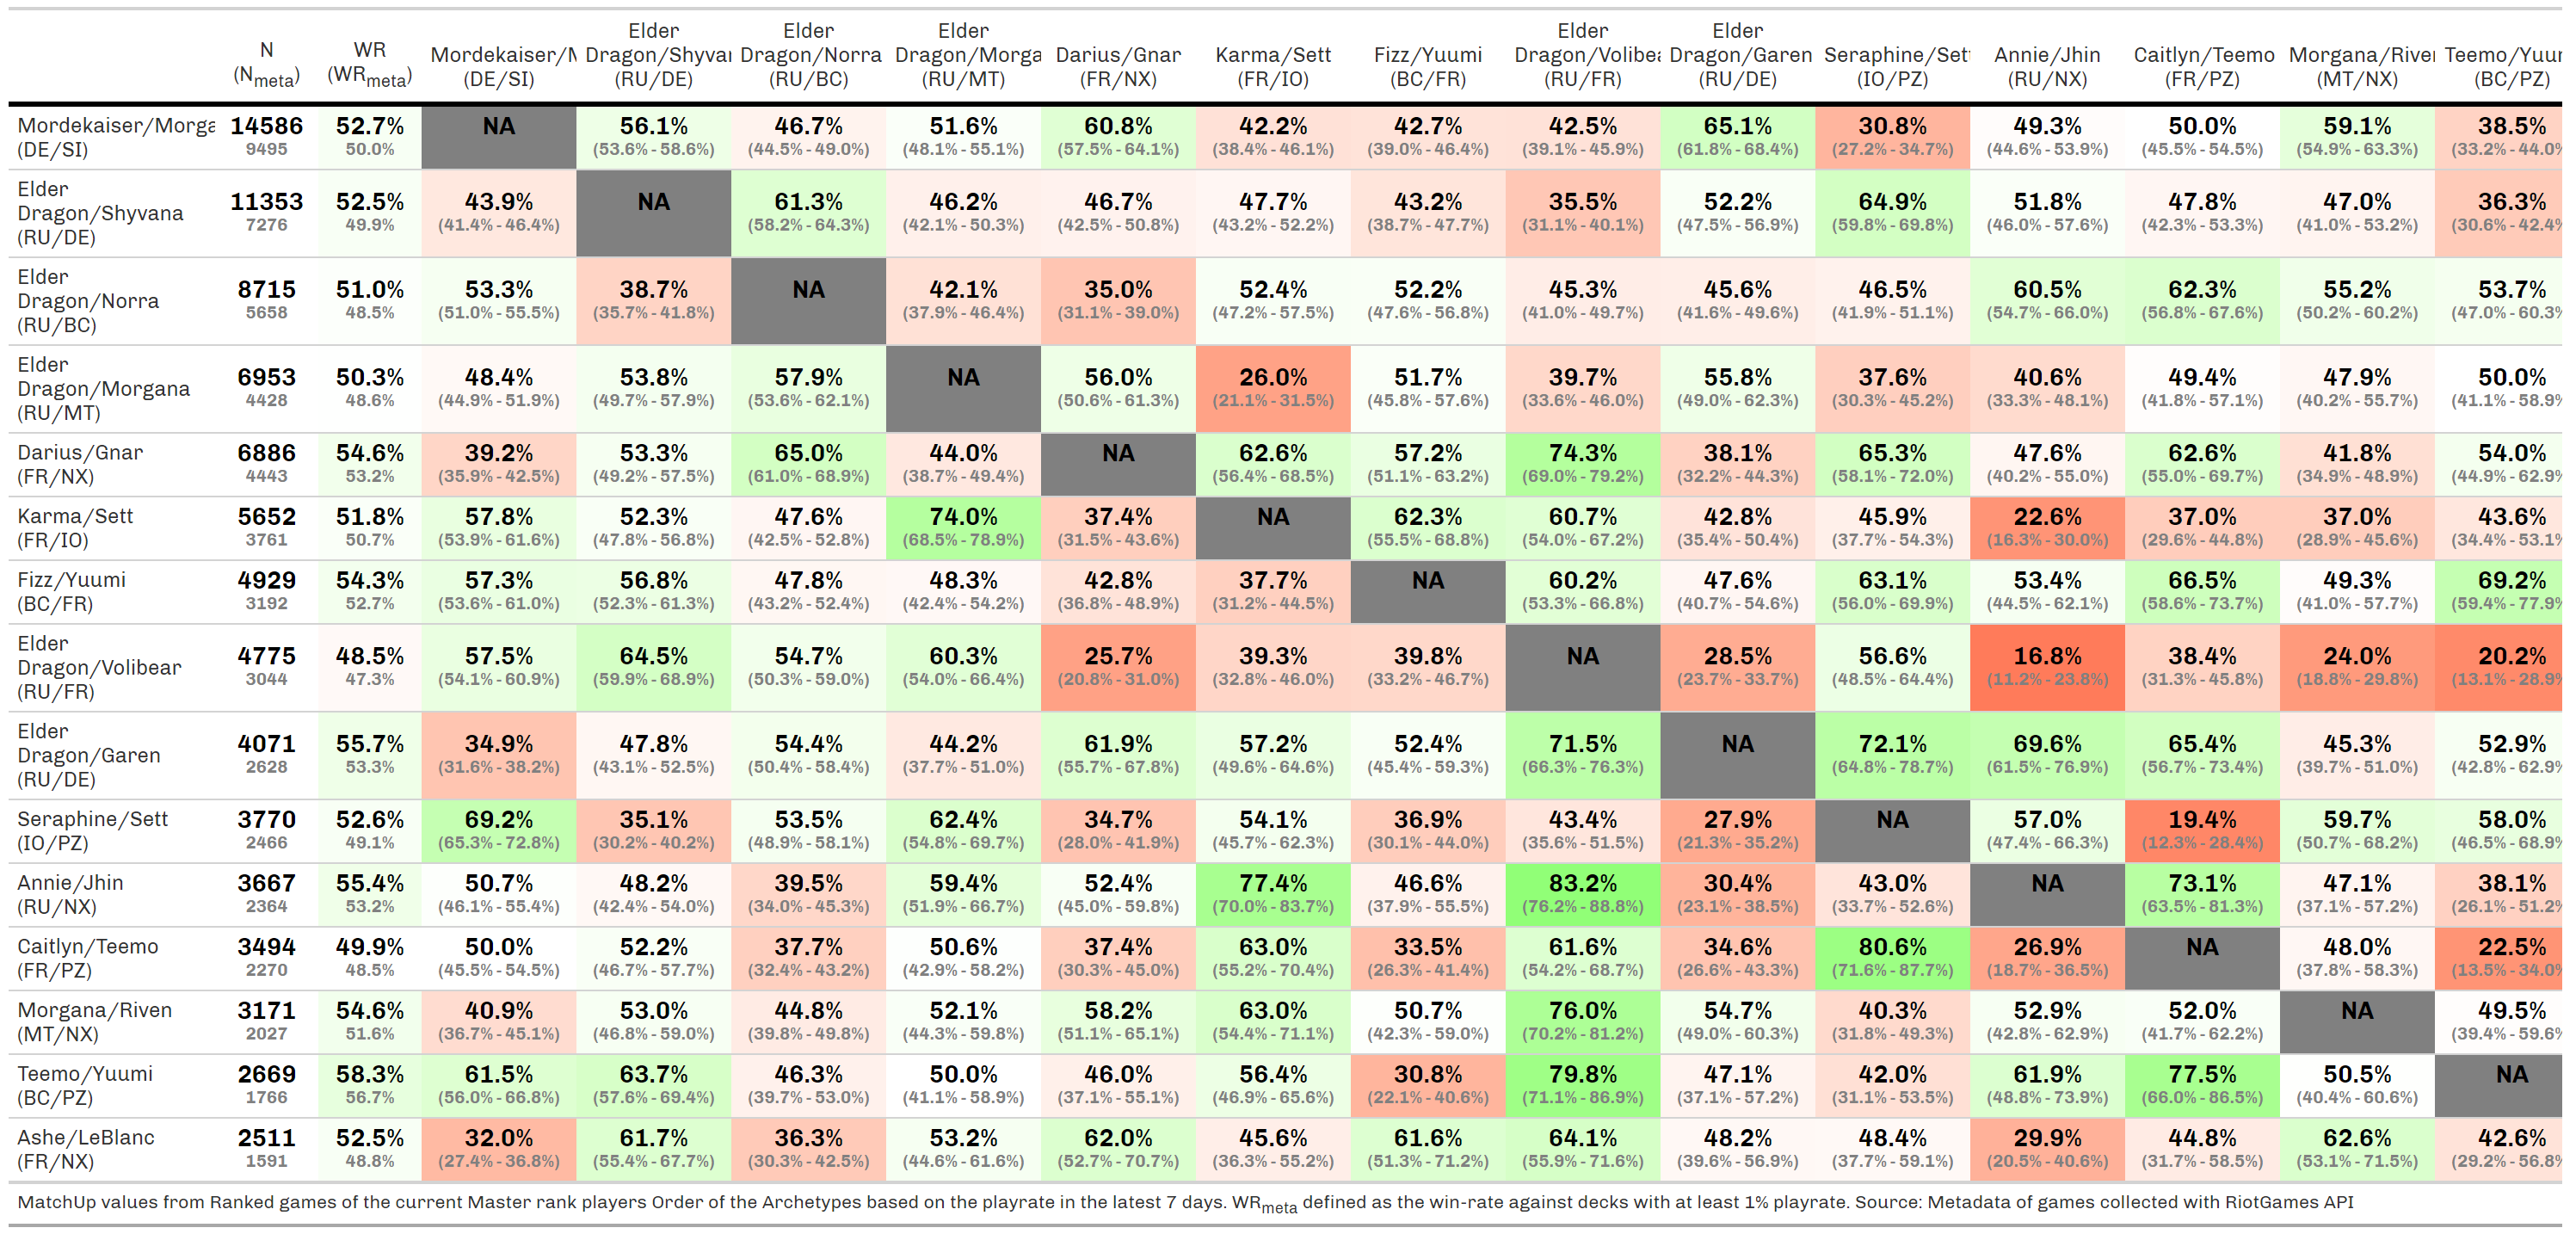 N WR Mordekaiser/M Elder Dragon/Shyvar Elder Dragon/Norra Elder Dragon/Morga Darius/Gnar Karma/Sett Fizz/Yuumi Elder Dragon/Volibea Elder Dragon/Garen Seraphine/Sett Annie/Jhin Caitlyn/Teemo Morgana/Riven Teemo/Yuur
(Nmeta) (WRmeta) (DE/SI) (RU/DE) (RU/BC) (RU/MT) (FR/NX) (FR/IO) (BC/FR) (RU/FR) (RU/DE) (IO/PZ) (RU/NX) (FR/PZ) (MT/NX) (BC/PZ)
Mordekaiser/Morga 14586 52.7% NA 56.1% 46.7% 51.6% 60.8% 42.2% 42.7% 42.5% 65.1% 30.8% 49.3% 50.0% 59.1% 38.5%
(DE/SI) 9495 50.0% (53.6% - 58.6%) (44.5% - 49.0%) (48.1% - 55.1%) (57.5% - 64.1%) (38.4% - 46.1%) (39.0% - 46.4%) (39.1% - 45.9%) (61.8% - 68.4%) (27.2% - 34.7%) (44.6% - 53.9%) (45.5% - 54.5%) (54.9% - 63.3%) (33.2% - 44.0%
Elder
Dragon/Shyvana 11353 52.5% 43.9% NA 61.3% 46.2% 46.7% 47.7% 43.2% 35.5% 52.2% 64.9% 51.8% 47.8% 47.0% 36.3%
(RU/DE) 7276 49.9% (41.4% - 46.4%) (58.2% - 64.3%) (42.1% - 50.3%) (42.5% - 50.8%) (43.2% - 52.2%) (38.7% - 47.7%) (31.1% - 40.1%) (47.5% - 56.9%) (59.8% - 69.8%) (46.0% - 57.6%) (42.3% - 53.3%) (41.0% - 53.2%) (30.6% - 42.4%
Elder
Dragon/Norra 8715 51.0% 53.3% 38.7% NA 42.1% 35.0% 52.4% 52.2% 45.3% 45.6% 46.5% 60.5% 62.3% 55.2% 53.7%
(RU/BC) 5658 48.5% (51.0% - 55.5%) (35.7% - 41.8%) (37.9% - 46.4%) (31.1% - 39.0%) (47.2% - 57.5%) (47.6% - 56.8%) (41.0% - 49.7%) (41.6% - 49.6%) (41.9% - 51.1%) (54.7% - 66.0%) (56.8% - 67.6%) (50.2% - 60.2%) (47.0% - 60.3%
Elder
Dragon/Morgana 6953 50.3% 48.4% 53.8% 57.9% NA 56.0% 26.0% 51.7% 39.7% 55.8% 37.6% 40.6% 49.4% 47.9% 50.0%
(RU/MT) 4428 48.6% (44.9% - 51.9%) (49.7% - 57.9%) (53.6% - 62.1%) (50.6% - 61.3%) (21.1% - 31.5%) (45.8% - 57.6%) (33.6% - 46.0%) (49.0% - 62.3%) (30.3% - 45.2%) (33.3% - 48.1%) (41.8% - 57.1%) (40.2% - 55.7%) (41.1% - 58.9%
Darius/Gnar 6886 54.6% 39.2% 53.3% 65.0% 44.0% NA 62.6% 57.2% 74.3% 38.1% 65.3% 47.6% 62.6% 41.8% 54.0%
(FR/NX) 4443 53.2% (35.9% - 42.5%) (49.2% - 57.5%) (61.0% - 68.9%) (38.7% - 49.4%) (56.4% - 68.5%) (51.1% - 63.2%) (69.0% - 79.2%) (32.2% - 44.3%) (58.1% - 72.0%) (40.2% - 55.0%) (55.0% - 69.7%) (34.9% - 48.9%) (44.9% - 62.9%
Karma/Sett 5652 51.8% 57.8% 52.3% 47.6% 74.0% 37.4% NA 62.3% 60.7% 42.8% 45.9% 22.6% 37.0% 37.0% 43.6%
(FR/IO) 3761 50.7% (53.9% - 61.6%) (47.8% - 56.8%) (42.5% - 52.8%) (68.5% - 78.9%) (31.5% - 43.6%) (55.5% - 68.8%) (54.0% - 67.2%) (35.4% - 50.4%) (37.7% - 54.3%) (16.3% - 30.0%) (29.6% - 44.8%) (28.9% - 45.6%) (34.4% - 53.1%
Fizz/Yuumi 4929 54.3% 57.3% 56.8% 47.8% 48.3% 42.8% 37.7% NA 60.2% 47.6% 63.1% 53.4% 66.5% 49.3% 69.2%
(BC/FR) 3192 52.7% (53.6% - 61.0%) (52.3% - 61.3%) (43.2% - 52.4%) (42.4% - 54.2%) (36.8% - 48.9%) (31.2% - 44.5%) (53.3% - 66.8%) (40.7% - 54.6%) (56.0% - 69.9%) (44.5% - 62.1%) (58.6% - 73.7%) (41.0% - 57.7%) (59.4% - 77.9%
Elder
Dragon/Volibear 4775 48.5% 57.5% 64.5% 54.7% 60.3% 25.7% 39.3% 39.8% NA 28.5% 56.6% 16.8% 38.4% 24.0% 20.2%
(RU/FR) 3044 47.3% (54.1% - 60.9%) (59.9% - 68.9%) (50.3% - 59.0%) (54.0% - 66.4%) (20.8% - 31.0%) (32.8% - 46.0%) (33.2% - 46.7%) (23.7% - 33.7%) (48.5% - 64.4%) (11.2% - 23.8%) (31.3% - 45.8%) (18.8% - 29.8%) (13.1% - 28.9%
Elder
Dragon/Garen 4071 55.7% 34.9% 47.8% 54.4% 44.2% 61.9% 57.2% 52.4% 71.5% NA 72.1% 69.6% 65.4% 45.3% 52.9%
(RU/DE) 2628 53.3% (31.6% - 38.2%) (43.1% - 52.5%) (50.4% - 58.4%) (37.7% - 51.0%) (55.7% - 67.8%) (49.6% - 64.6%) (45.4% - 59.3%) (66.3% - 76.3%) (64.8% - 78.7%) (61.5% - 76.9%) (56.7% - 73.4%) (39.7% - 51.0%) (42.8% - 62.9%
Seraphine/Sett 3770 52.6% 69.2% 35.1% 53.5% 62.4% 34.7% 54.1% 36.9% 43.4% 27.9% NA 57.0% 19.4% 59.7% 58.0%
(IO/PZ) 2466 49.1% (65.3% - 72.8%) (30.2% - 40.2%) (48.9% - 58.1%) (54.8% - 69.7%) (28.0% - 41.9%) (45.7% - 62.3%) (30.1% - 44.0%) (35.6% - 51.5%) (21.3% - 35.2%) (47.4% - 66.3%) (12.3% - 28.4%) (50.7% - 68.2%) (46.5% - 68.9%
Annie/Jhin 3667 55.4% 50.7% 48.2% 39.5% 59.4% 52.4% 77.4% 46.6% 83.2% 30.4% 43.0% NA 73.1% 47.1% 38.1%
(RU/NX) 2364 53.2% (46.1% - 55.4%) (42.4% - 54.0%) (34.0% - 45.3%) (51.9% - 66.7%) (45.0% - 59.8%) (70.0% - 83.7%) (37.9% - 55.5%) (76.2% - 88.8%) (23.1% - 38.5%) (33.7% - 52.6%) (63.5% - 81.3%) (37.1% - 57.2%) (26.1% - 51.2%
Caitlyn/Teemo 3494 49.9% 50.0% 52.2% 37.7% 50.6% 37.4% 63.0% 33.5% 61.6% 34.6% 80.6% 26.9% NA 48.0% 22.5%
(FR/PZ) 2270 48.5% (45.5% - 54.5%) (46.7% - 57.7%) (32.4% - 43.2%) (42.9% - 58.2%) (30.3% - 45.0%) (55.2% - 70.4%) (26.3% - 41.4%) (54.2% - 68.7%) (26.6% - 43.3%) (71.6% - 87.7%) (18.7% - 36.5%) (37.8% - 58.3%) (13.5% - 34.0%
Morgana/Riven 3171 54.6% 40.9% 53.0% 44.8% 52.1% 58.2% 63.0% 50.7% 76.0% 54.7% 40.3% 52.9% 52.0% NA 49.5%
(MT/NX) 2027 51.6% (36.7% - 45.1%) (46.8% - 59.0%) (39.8% - 49.8%) (44.3% - 59.8%) (51.1% - 65.1%) (54.4% - 71.1%) (42.3% - 59.0%) (70.2% - 81.2%) (49.0% - 60.3%) (31.8% - 49.3%) (42.8% - 62.9%) (41.7% - 62.2%) (39.4% - 59.6%
Teemo/Yuumi 2669 58.3% 61.5% 63.7% 46.3% 50.0% 46.0% 56.4% 30.8% 79.8% 47.1% 42.0% 61.9% 77.5% 50.5% NA
(BC/PZ) 1766 56.7% (56.0% - 66.8%) (57.6% - 69.4%) (39.7% - 53.0%) (41.1% - 58.9%) (37.1% - 55.1%) (46.9% - 65.6%) (22.1% - 40.6%) (71.1% - 86.9%) (37.1% - 57.2%) (31.1% - 53.5%) (48.8% - 73.9%) (66.0% - 86.5%) (40.4% - 60.6%)
Ashe/LeBlanc 2511 52.5% 32.0% 61.7% 36.3% 53.2% 62.0% 45.6% 61.6% 64.1% 48.2% 48.4% 29.9% 44.8% 62.6% 42.6%
(FR/NX) 1591 48.8% (27.4% - 36.8%) (55.4% - 67.7%) (30.3% - 42.5%) (44.6% - 61.6%) (52.7% - 70.7%) (36.3% - 55.2%) (51.3% - 71.2%) (55.9% - 71.6%) (39.6% - 56.9%) (37.7% - 59.1%) (20.5% - 40.6%) (31.7% - 58.5%) (53.1% - 71.5%) (29.2% - 56.8%
MatchUp values from Ranked games of the current Master rank players Order of the Archetypes based on the playrate in the latest 7 days. WRmeta defined as the win-rate against decks with at least 1% playrate. Source: Metadata of games collected with RiotGames API